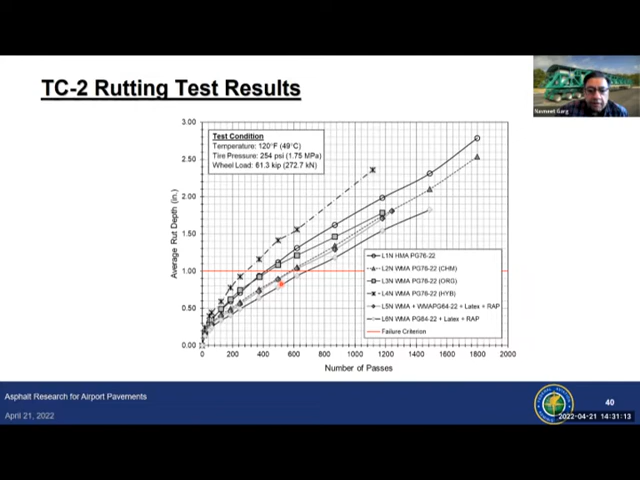 TC-2 Rutting Test Results
Navneet Garg
Test Condition
Temperature: 120°F (49°C)
Tire Pressure: 254 psi (1.75 MPa)
Wheel Load: 61.3 kip (272.7 kN)
3.00
2.50
2.00
1.50
1.00
0.50
0.00
Average Rut Depth (in.)
L1N HMA PG76-22
L2N WMA PG76-22 (CHM)
L3N WMA PG76-22 (ORG)
L4N WMA PG76-22 (HYB)
L5N WMA + WMAPG64-22 + Latex + RAP
L6N WMA PG64-22 + Latex + RAP
Failure Criterion
0 200 400 600 800 1000 1200 1400 1600 1800 2000
Number of Passes
Asphalt Research for Airport Pavements
April 21, 2022
40
2022-04-21 14:31:13